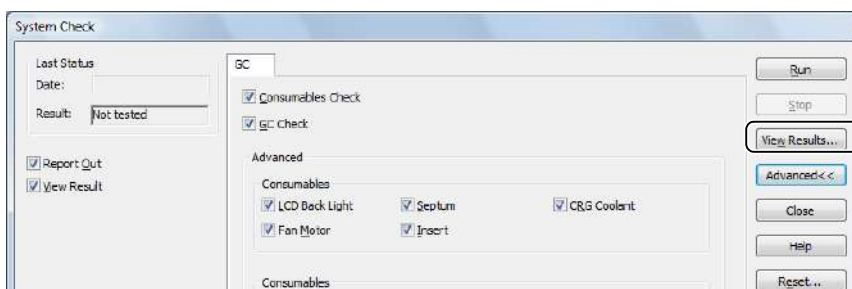 System Check
Last Status
Date:
Result: Not tested
Report Out
View Result
GC
Consumables Check
GC Check
Advanced
Consumables
LCD Back Light Septum CRG Coolant
Fan Motor Insert
Consumables
Run
Stop
View Results...
Advanced<<
Close
Help
Reset...